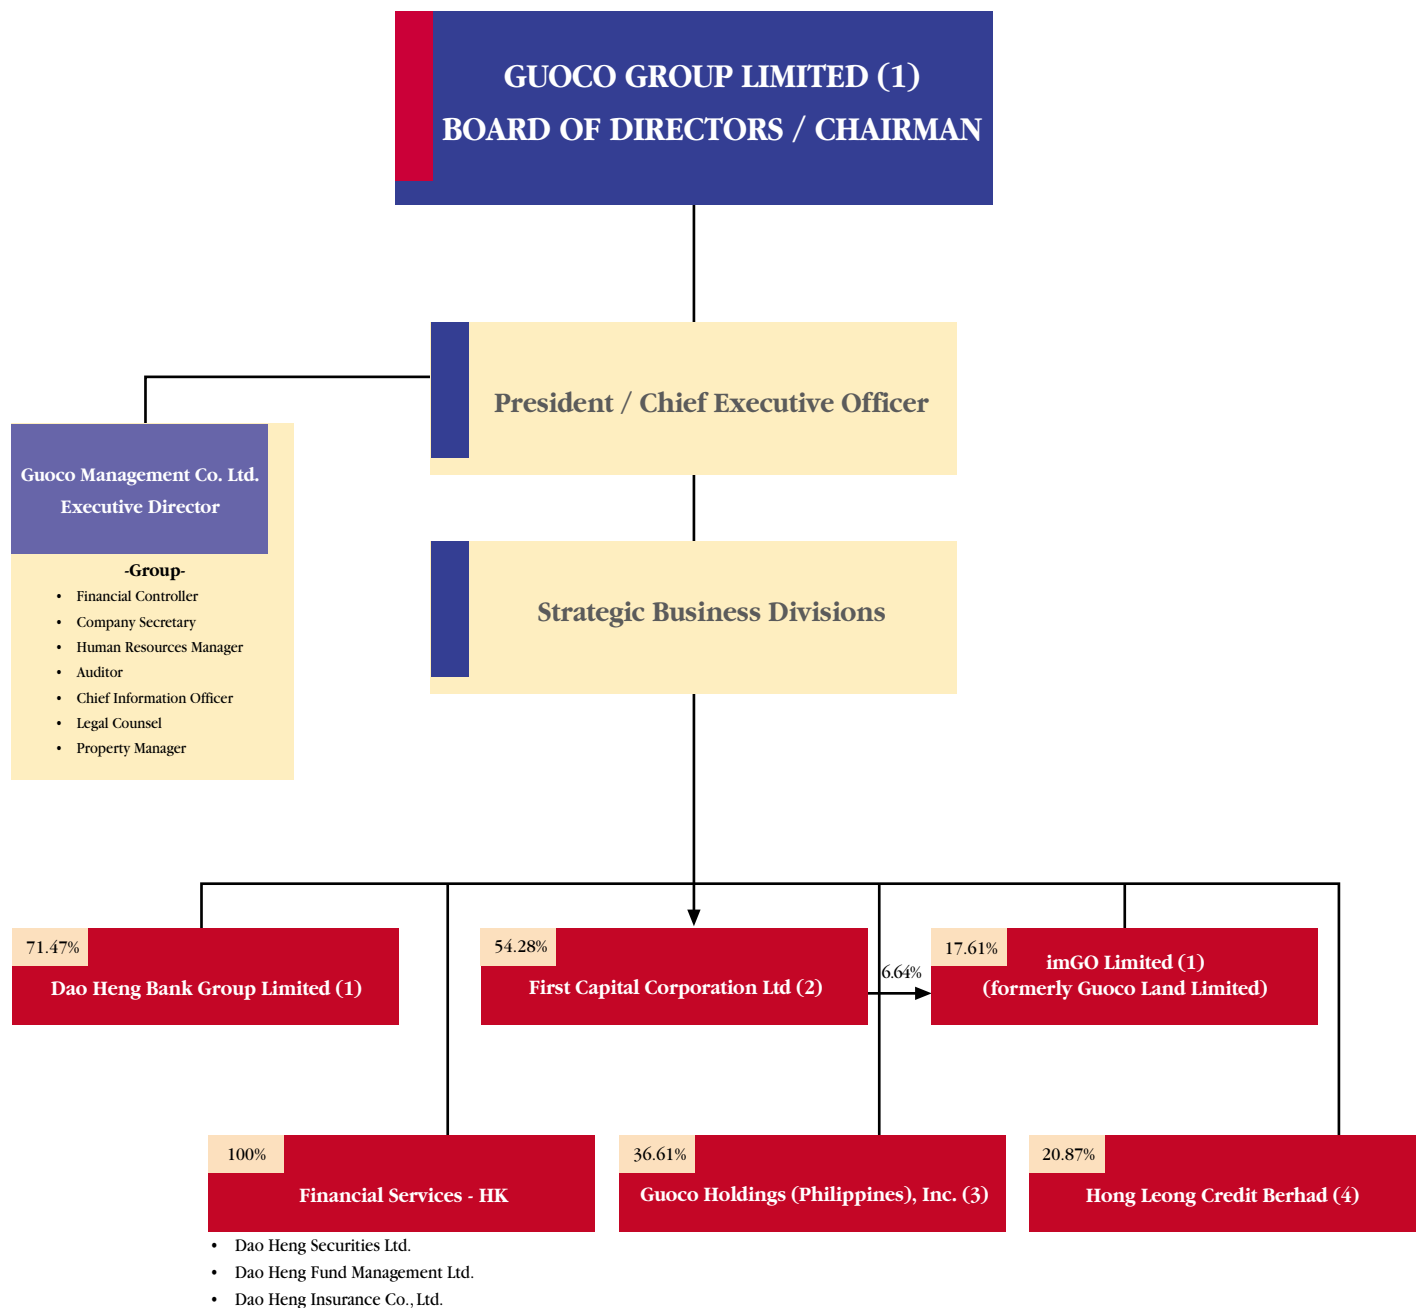 GUOCO GROUP LIMITED (1)
BOARD OF DIRECTORS / CHAIRMAN
President / Chief Executive Officer
Guoco Management Co. Ltd.
Executive Director
-Group-
• Financial Controller
• Company Secretary
• Human Resources Manager
• Auditor
• Chief Information Officer
• Legal Counsel
• Property Manager
Strategic Business Divisions
71.47%
Dao Heng Bank Group Limited (1)
54.28%
First Capital Corporation Ltd (2)
6.64%
17.61%
imGO Limited (1)
(formerly Guoco Land Limited)
100%
Financial Services - HK
• Dao Heng Securities Ltd.
• Dao Heng Fund Management Ltd.
• Dao Heng Insurance Co., Ltd.
36.61%
Guoco Holdings (Philippines), Inc. (3)
20.87%
Hong Leong Credit Berhad (4)